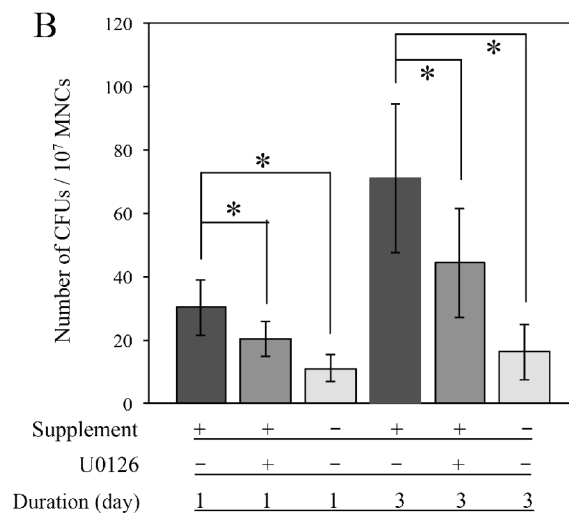 B
120
100
80
60
40
20
0
Number of CFUs / 10⁷ MNCs
* * * *
Supplement + + − + + −
U0126 − + − − + −
Duration (day) 1 1 1 3 3 3